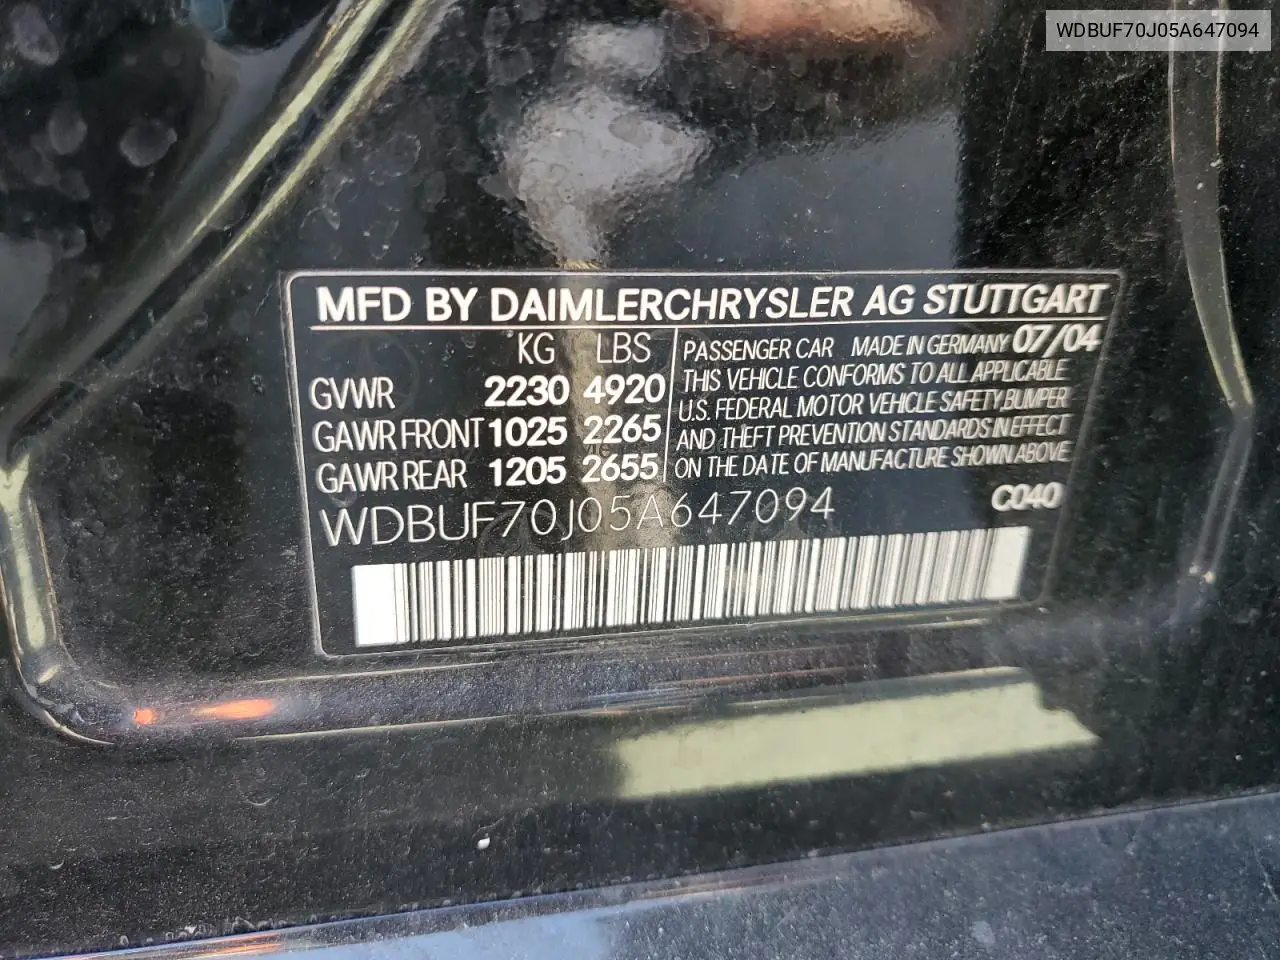 WDBUF70J05A647094
MFD BY DAIMLERCHRYSLER AG STUTTGART
KG LBS
GVWR 2230 4920
GAWR FRONT 1025 2265
GAWR REAR 1205 2655
PASSENGER CAR MADE IN GERMANY 07/04
THIS VEHICLE CONFORMS TO ALL APPLICABLE
U.S. FEDERAL MOTOR VEHICLE SAFETY,BUMPER
AND THEFT PREVENTION STANDARDS IN EFFECT
ON THE DATE OF MANUFACTURE SHOWN ABOVE
WDBUF70J05A647094 C040